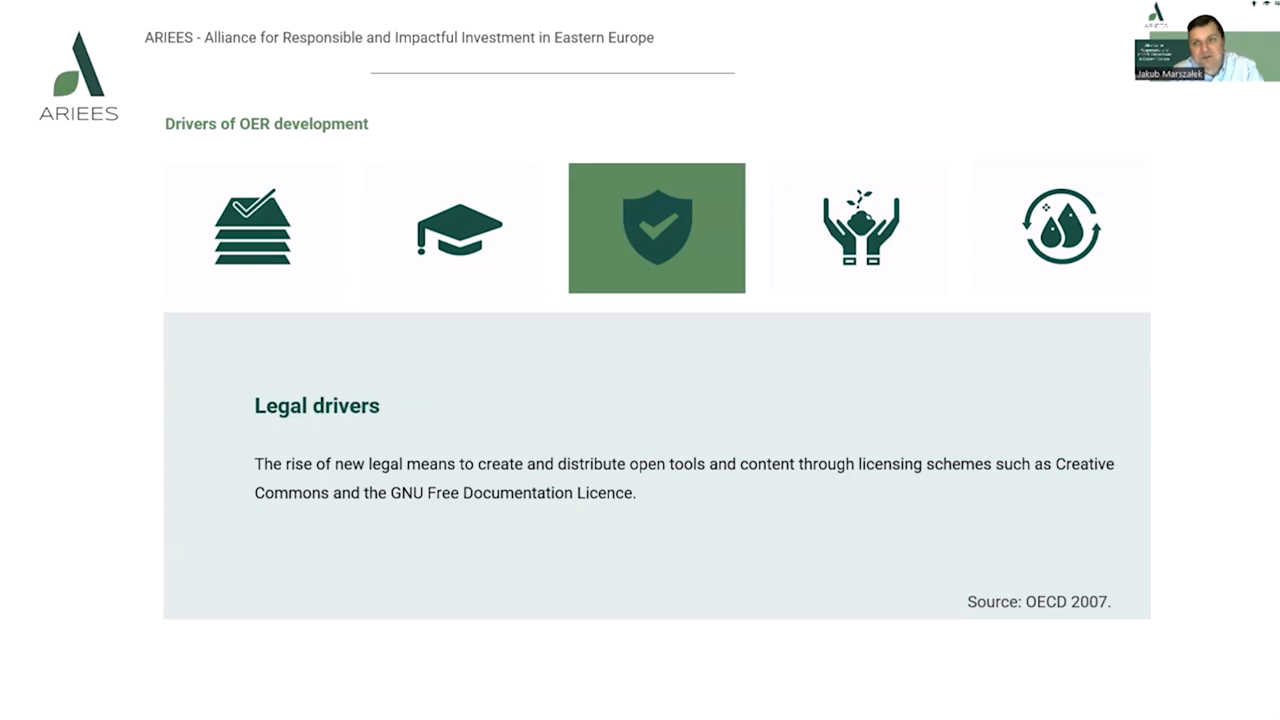 ARIEES - Alliance for Responsible and Impactful Investment in Eastern Europe
ARIEES
Drivers of OER development
Jakub Marszałek
Legal drivers
The rise of new legal means to create and distribute open tools and content through licensing schemes such as Creative
Commons and the GNU Free Documentation Licence.
Source: OECD 2007.